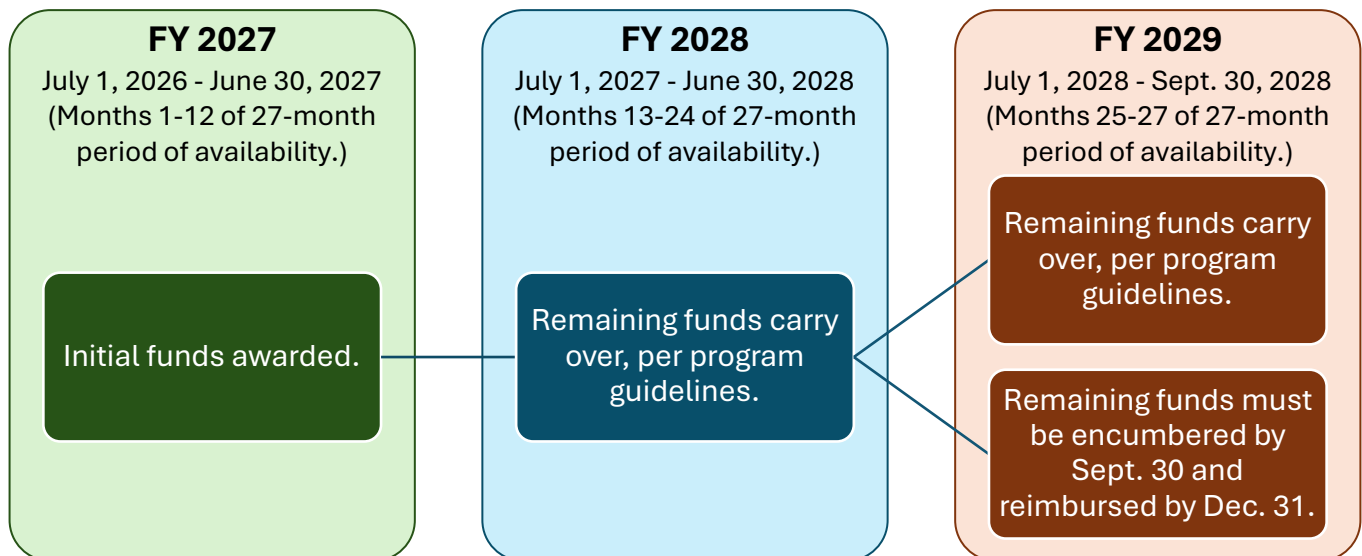 FY 2027
July 1, 2026 - June 30, 2027
(Months 1-12 of 27-month
period of availability.)
Initial funds awarded.
FY 2028
July 1, 2027 - June 30, 2028
(Months 13-24 of 27-month
period of availability.)
Remaining funds carry
over, per program
guidelines.
FY 2029
July 1, 2028 - Sept. 30, 2028
(Months 25-27 of 27-month
period of availability.)
Remaining funds carry
over, per program
guidelines.
Remaining funds must
be encumbered by
Sept. 30 and
reimbursed by Dec. 31.